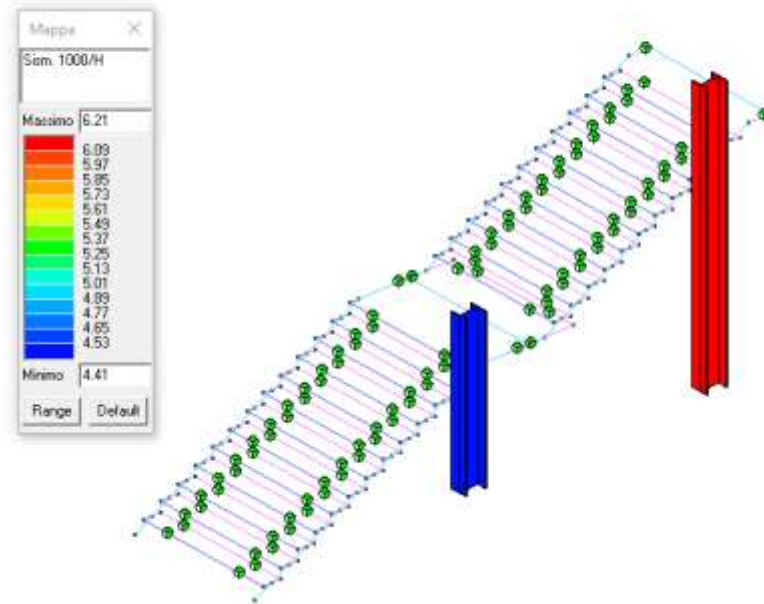 Mappa
Sism. 1000/H
Massimo 6.21
6.09
5.97
5.85
5.73
5.61
5.49
5.37
5.25
5.13
5.01
4.89
4.77
4.65
4.53
Minimo 4.41
Range Default